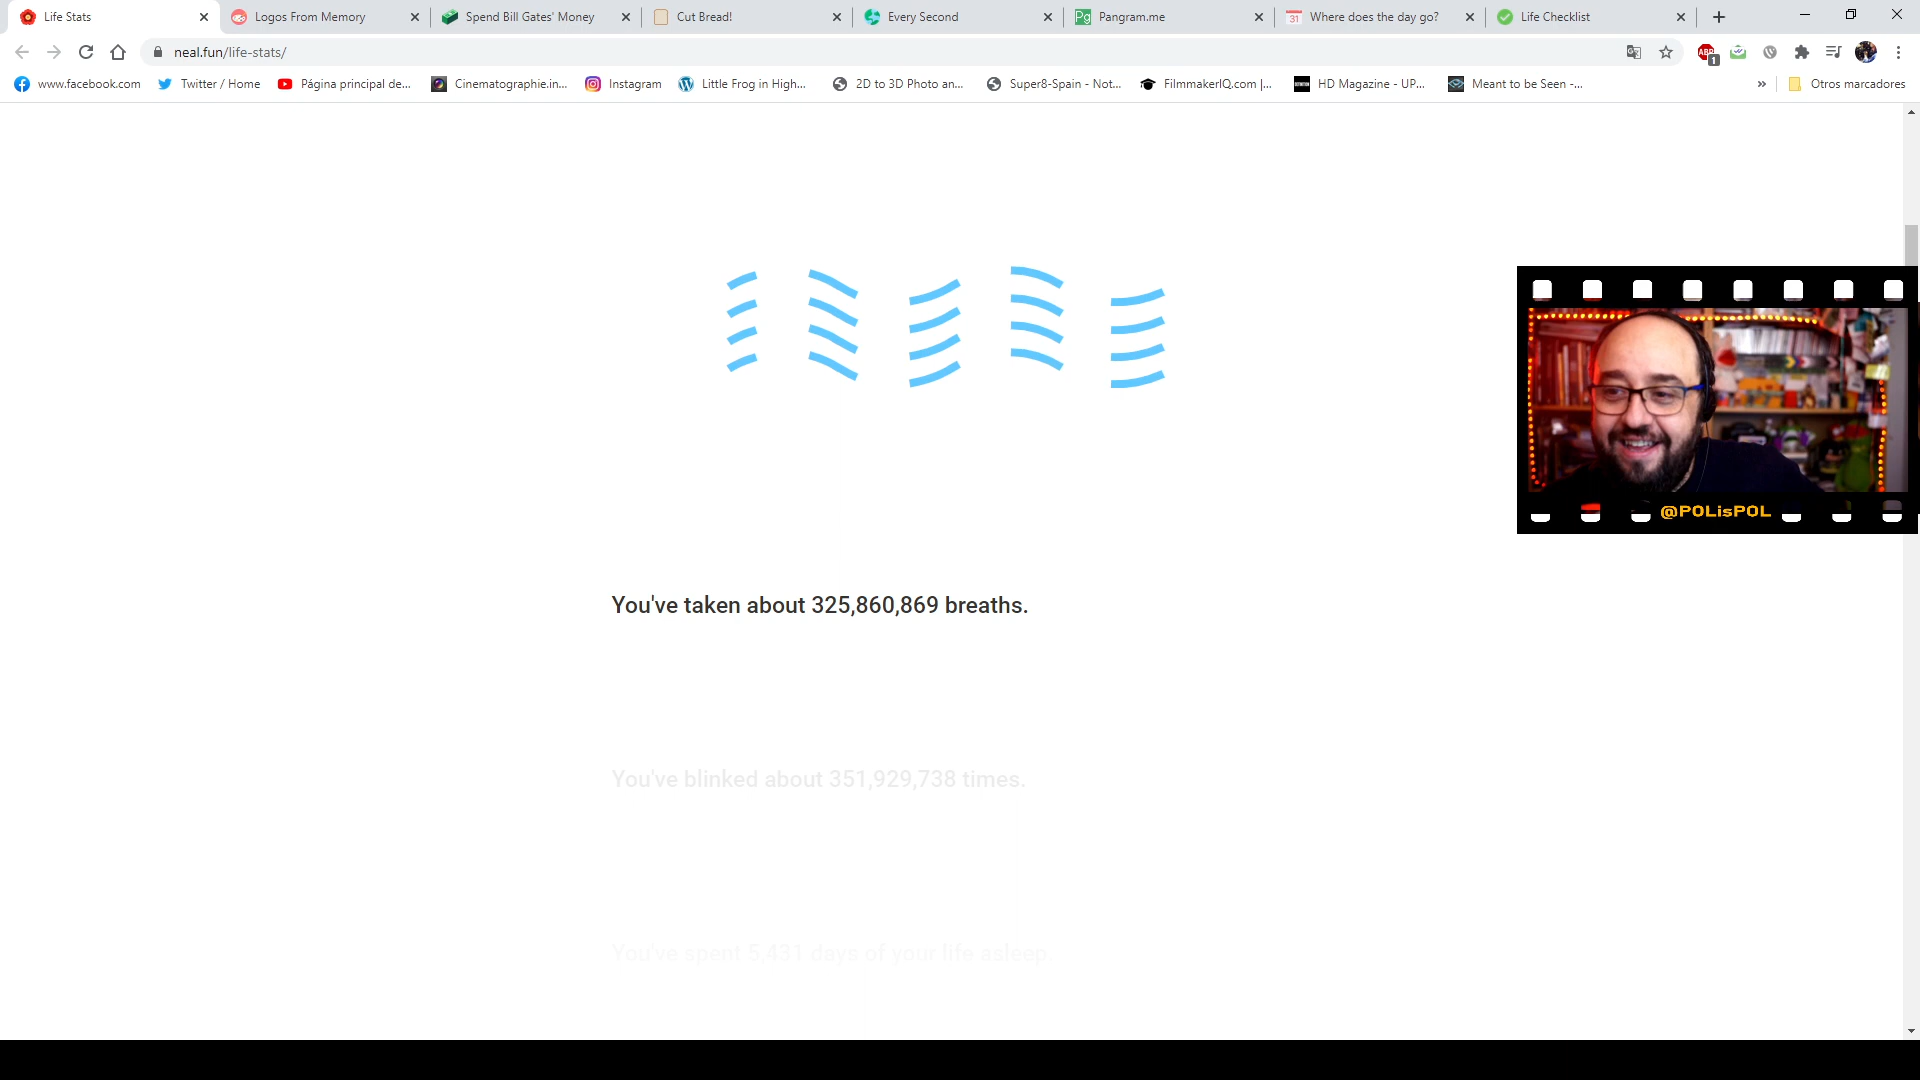 Life Stats
Logos From Memory
Spend Bill Gates' Money
Cut Bread!
Every Second
Pg Pangram.me
31 Where does the day go?
Life Checklist
neal.fun/life-stats/
ABP 1
www.facebook.com
Twitter / Home
Página principal de...
Cinematographie.in...
Instagram
Little Frog in High...
2D to 3D Photo an...
Super8-Spain - Not...
FilmmakerIQ.com |...
HD Magazine - UP...
Meant to be Seen -...
»
Otros marcadores
@POLisPOL
You've taken about 325,860,869 breaths.
You've blinked about 351,929,738 times.
You've spent 5,431 days of your life asleep.